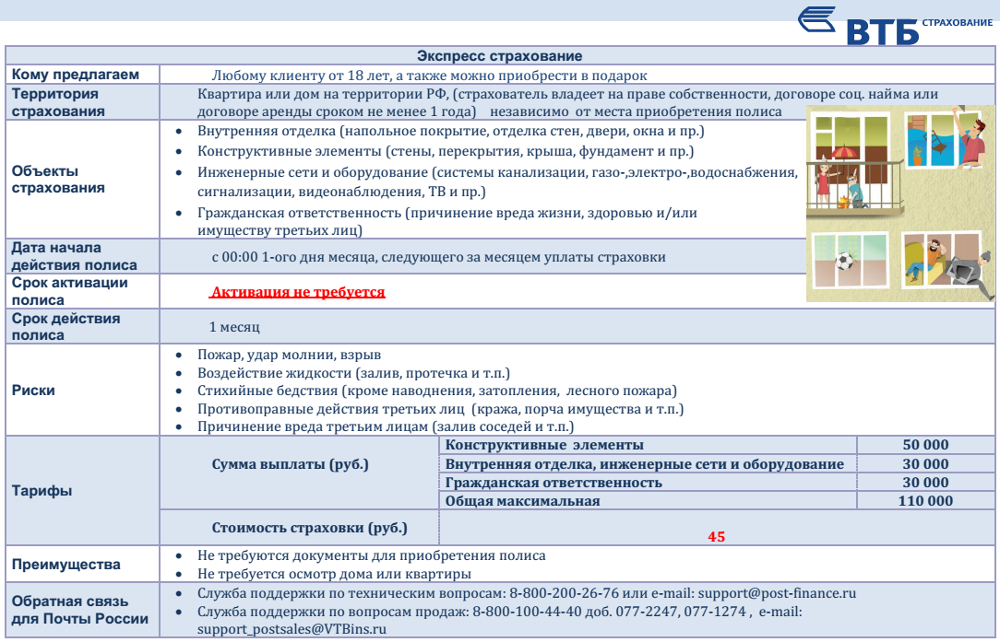 ВТБ СТРАХОВАНИЕ
Экспресс страхование
Кому предлагаем
Любому клиенту от 18 лет, а также можно приобрести в подарок
Территория
страхования
Квартира или дом на территории РФ, (страхователь владеет на праве собственности, договоре соц. найма или
договоре аренды сроком не менее 1 года) независимо от места приобретения полиса
Объекты
страхования
• Внутренняя отделка (напольное покрытие, отделка стен, двери, окна и пр.)
• Конструктивные элементы (стены, перекрытия, крыша, фундамент и пр.)
• Инженерные сети и оборудование (системы канализации, газо-,электро-,водоснабжения,
сигнализации, видеонаблюдения, ТВ и пр.)
• Гражданская ответственность (причинение вреда жизни, здоровью и/или
имуществу третьих лиц)
Дата начала
действия полиса
с 00:00 1-ого дня месяца, следующего за месяцем уплаты страховки
Срок активации
полиса
Активация не требуется
Срок действия
полиса
1 месяц
Риски
• Пожар, удар молнии, взрыв
• Воздействие жидкости (залив, протечка и т.п.)
• Стихийные бедствия (кроме наводнения, затопления, лесного пожара)
• Противоправные действия третьих лиц (кража, порча имущества и т.п.)
• Причинение вреда третьим лицам (залив соседей и т.п.)
Тарифы
Сумма выплаты (руб.)
Конструктивные элементы 50 000
Внутренняя отделка, инженерные сети и оборудование 30 000
Гражданская ответственность 30 000
Общая максимальная 110 000
Стоимость страховки (руб.)
45
Преимущества
• Не требуются документы для приобретения полиса
• Не требуется осмотр дома или квартиры
Обратная связь
для Почты России
• Служба поддержки по техническим вопросам: 8-800-200-26-76 или e-mail: support@post-finance.ru
• Служба поддержки по вопросам продаж: 8-800-100-44-40 доб. 077-2247, 077-1274 , e-mail:
support_postsales@VTBins.ru